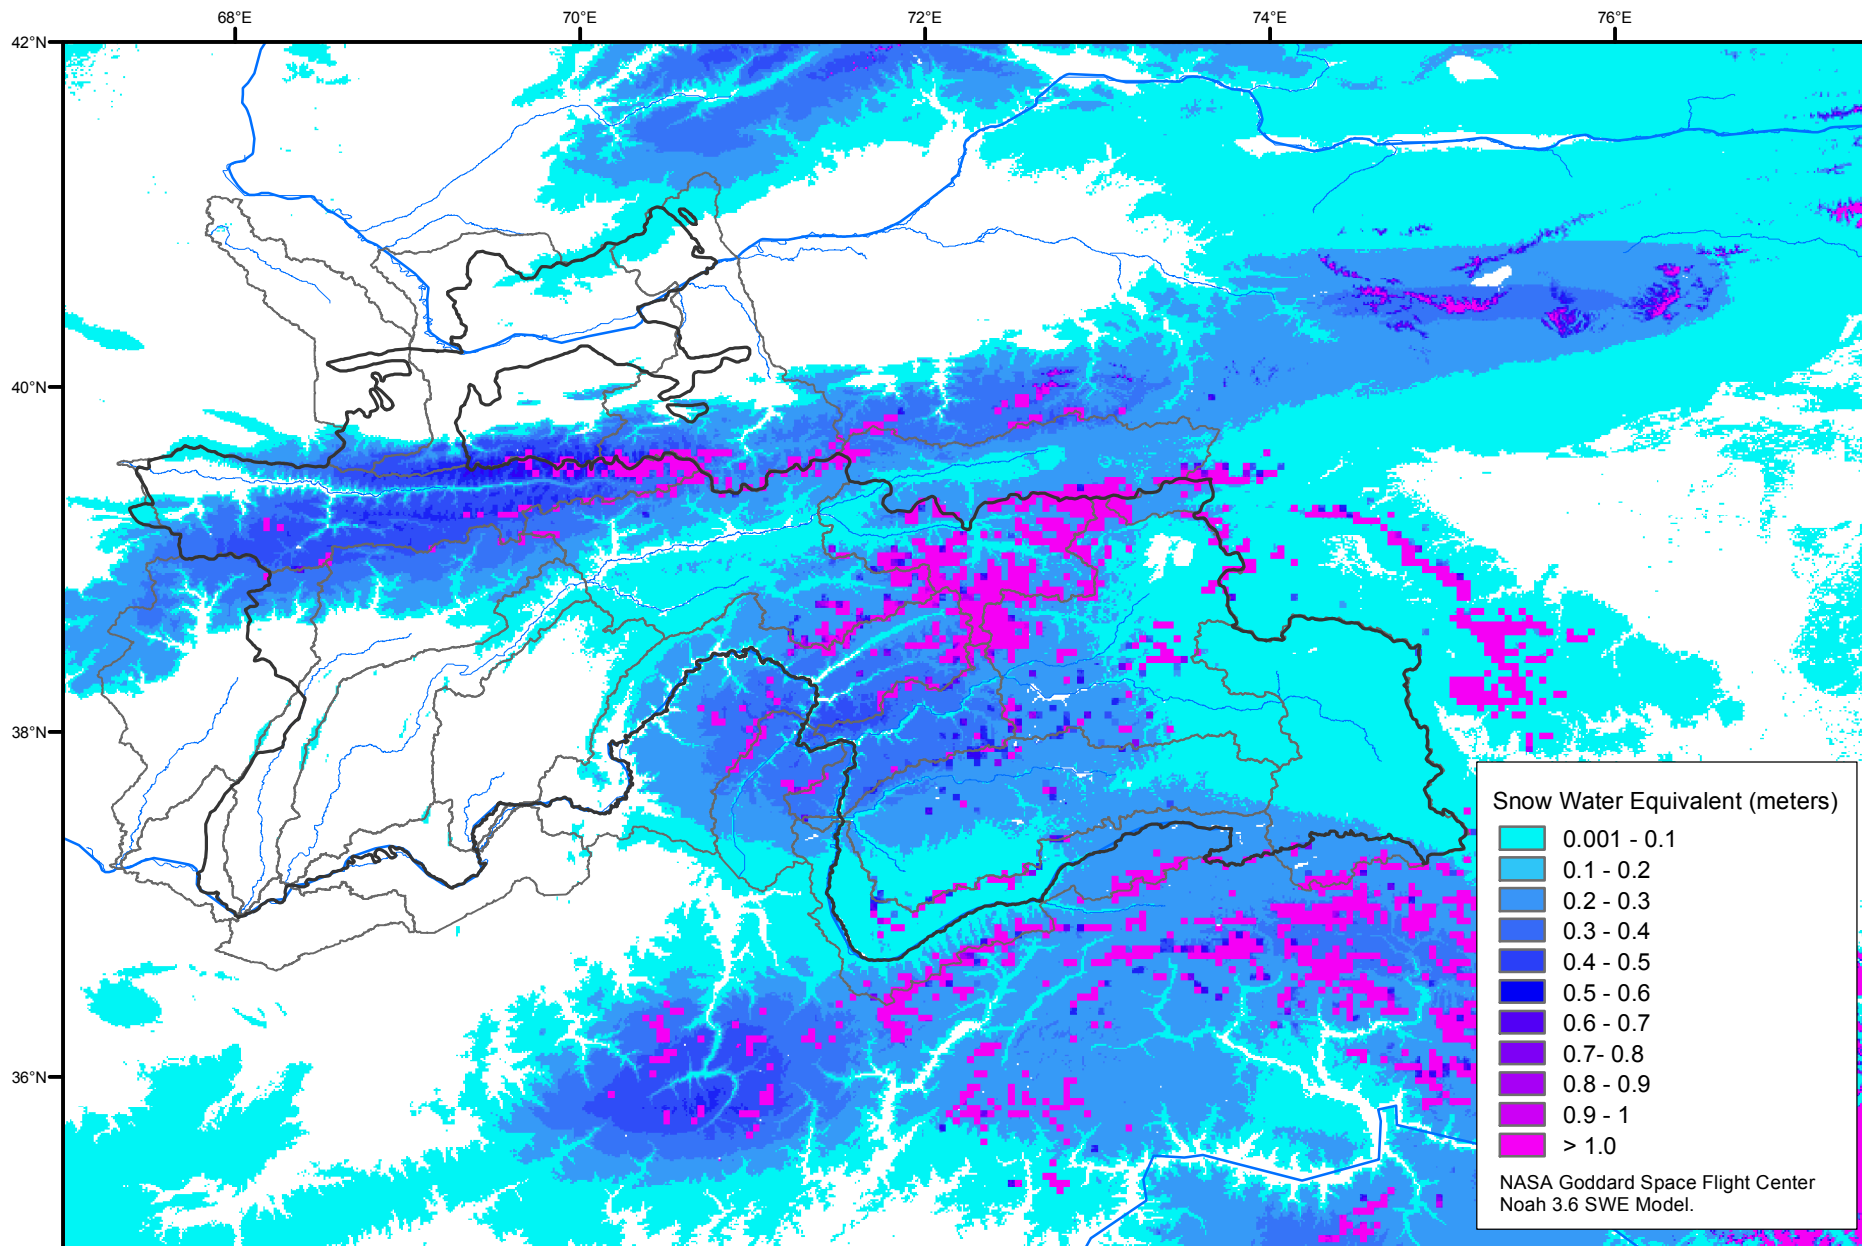 68°E 70°E 72°E 74°E 76°E
42°N
40°N
38°N
36°N
Snow Water Equivalent (meters)
0.001 - 0.1
0.1 - 0.2
0.2 - 0.3
0.3 - 0.4
0.4 - 0.5
0.5 - 0.6
0.6 - 0.7
0.7- 0.8
0.8 - 0.9
0.9 - 1
> 1.0
NASA Goddard Space Flight Center
Noah 3.6 SWE Model.